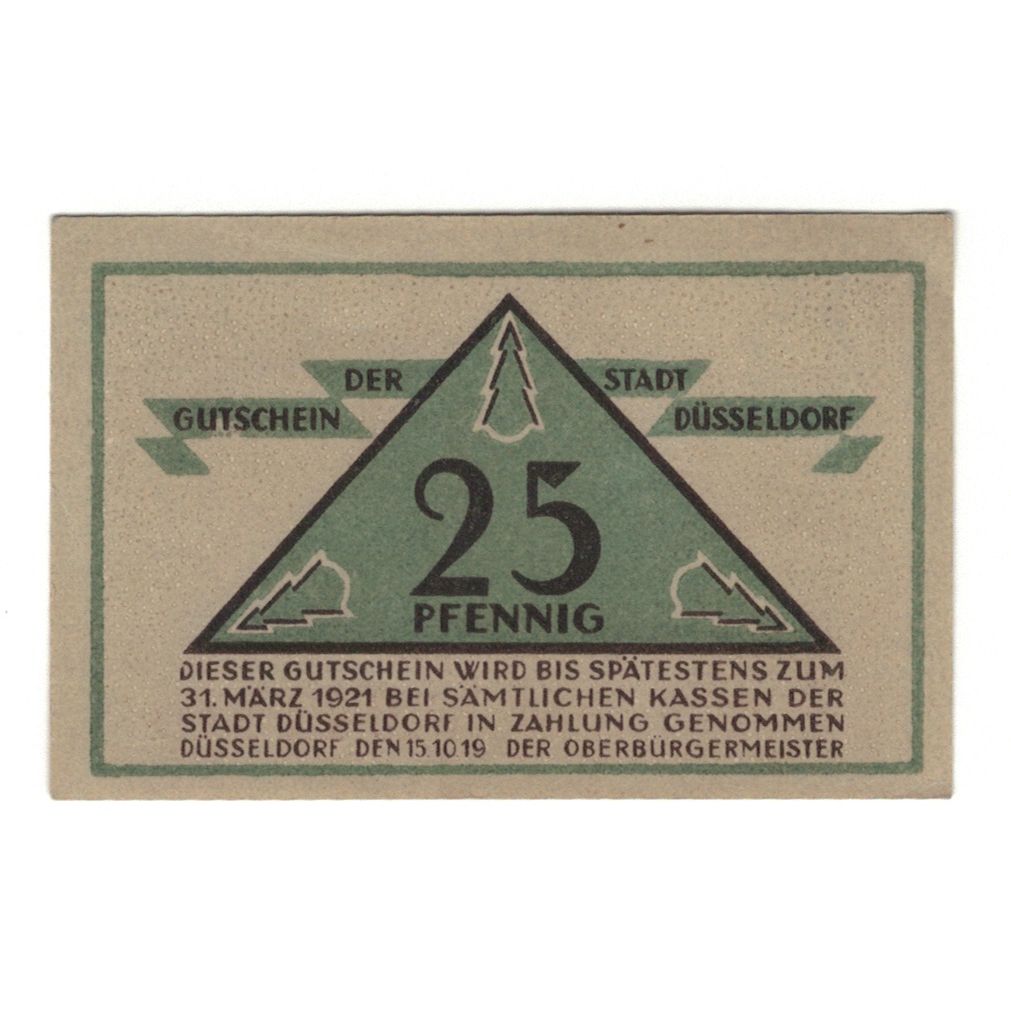 GUTSCHEIN DER STADT DÜSSELDORF
25
PFENNIG
DIESER GUTSCHEIN WIRD BIS SPÄTESTENS ZUM
31. MÄRZ 1921 BEI SÄMTLICHEN KASSEN DER
STADT DÜSSELDORF IN ZAHLUNG GENOMMEN
DÜSSELDORF DEN 15.10.19 DER OBERBÜRGERMEISTER